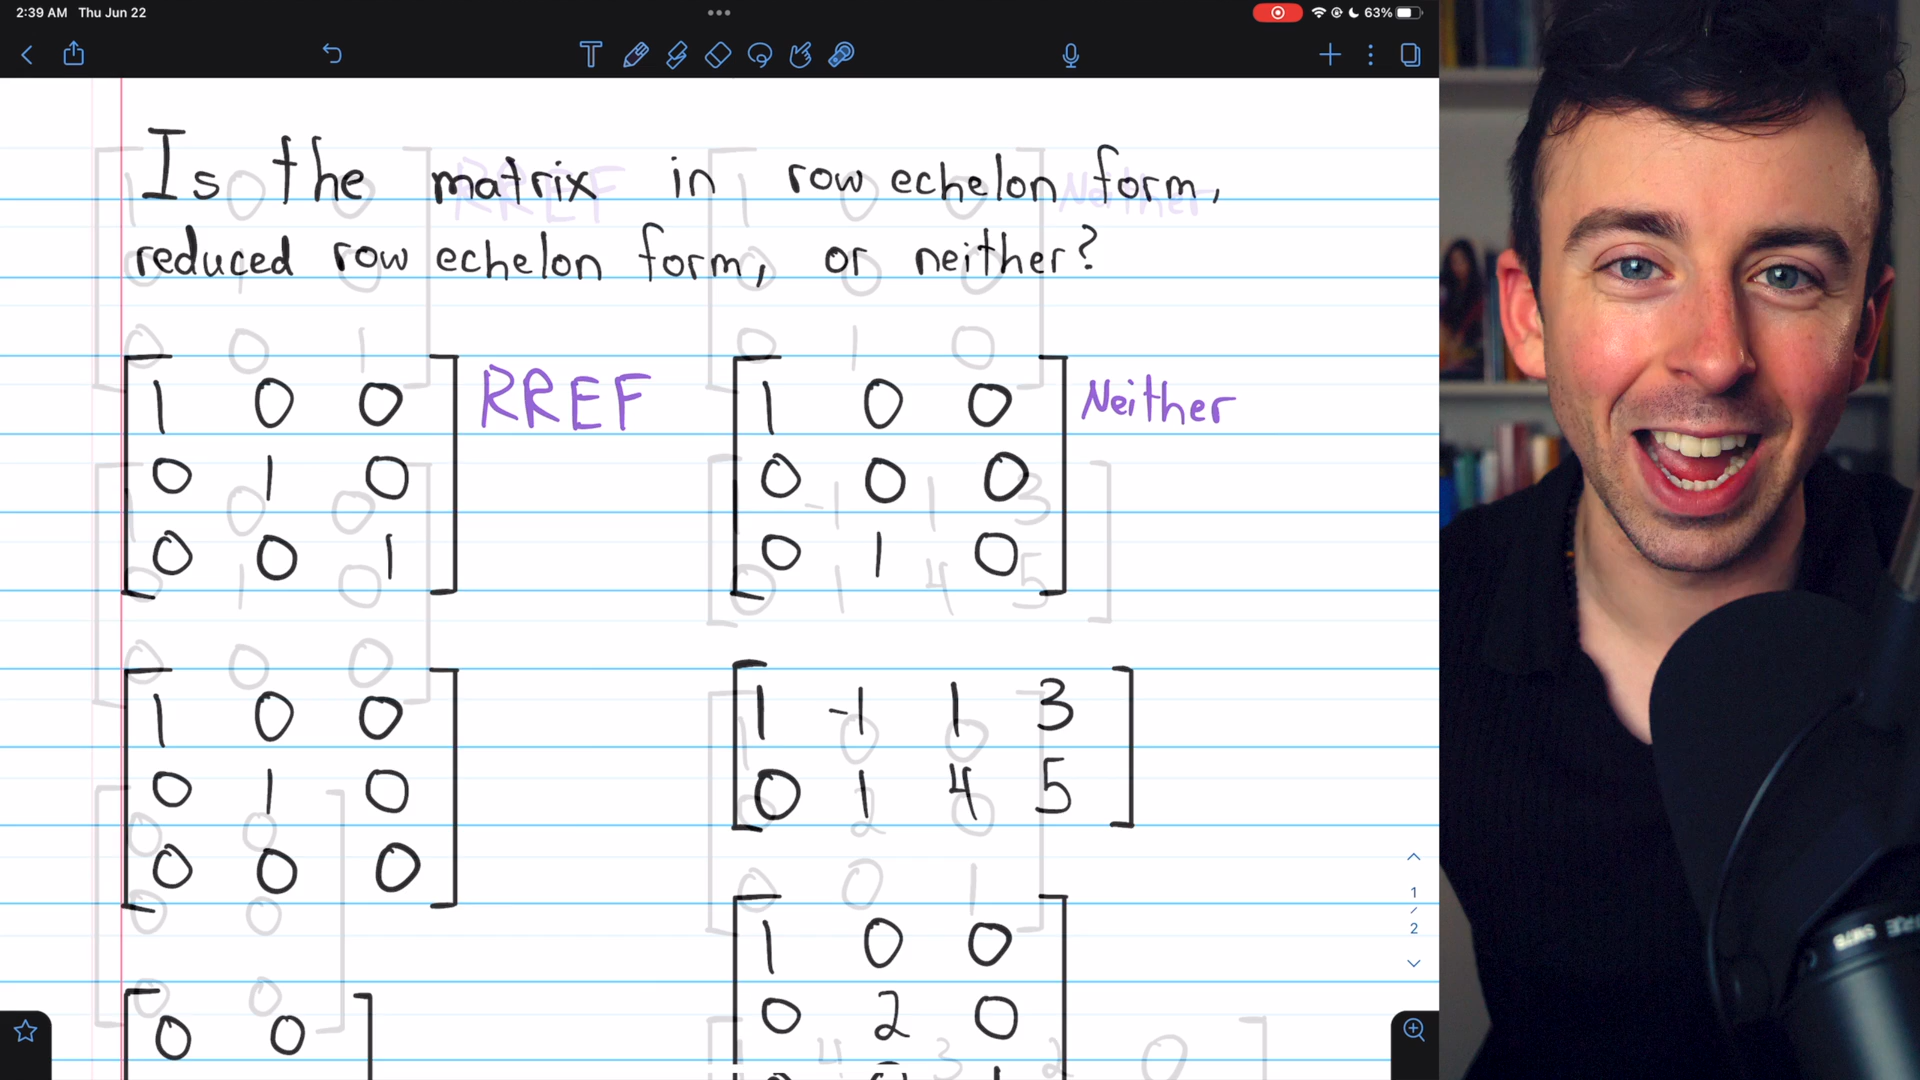 2:39 AM Thu Jun 22
63%
Is the matrix in row echelon form,
reduced row echelon form, or neither?
1 0 0
0 1 0
0 0 1
RREF
1 0 0
0 0 0
0 1 0
Neither
1 0 0
0 1 0
0 0 0
1 -1 1 3
0 1 4 5
1 0 0
0 2 0
0 0
1
2